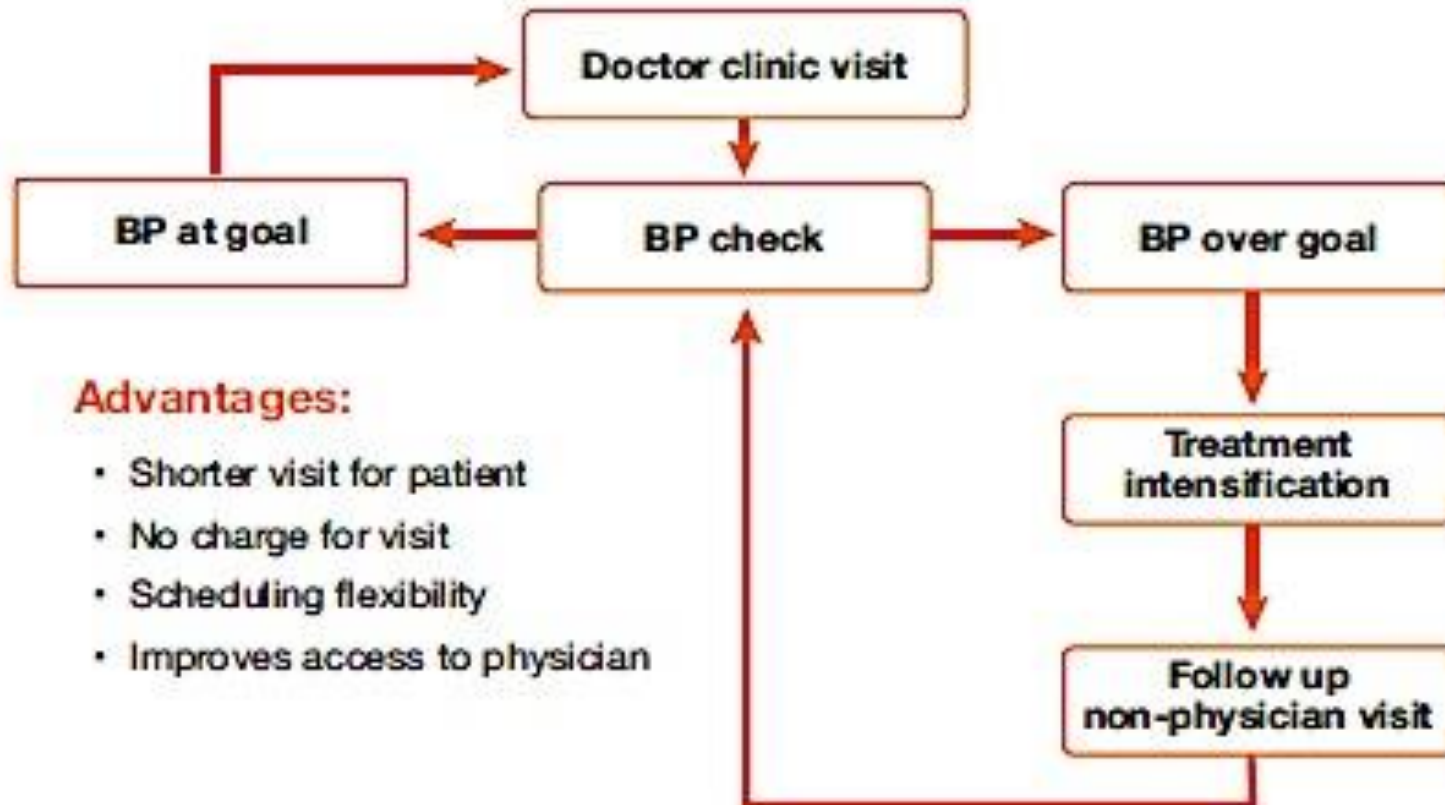 Doctor clinic visit
BP at goal
BP check
BP over goal
Advantages:
• Shorter visit for patient
• No charge for visit
• Scheduling flexibility
• Improves access to physician
Treatment
intensification
Follow up
non-physician visit